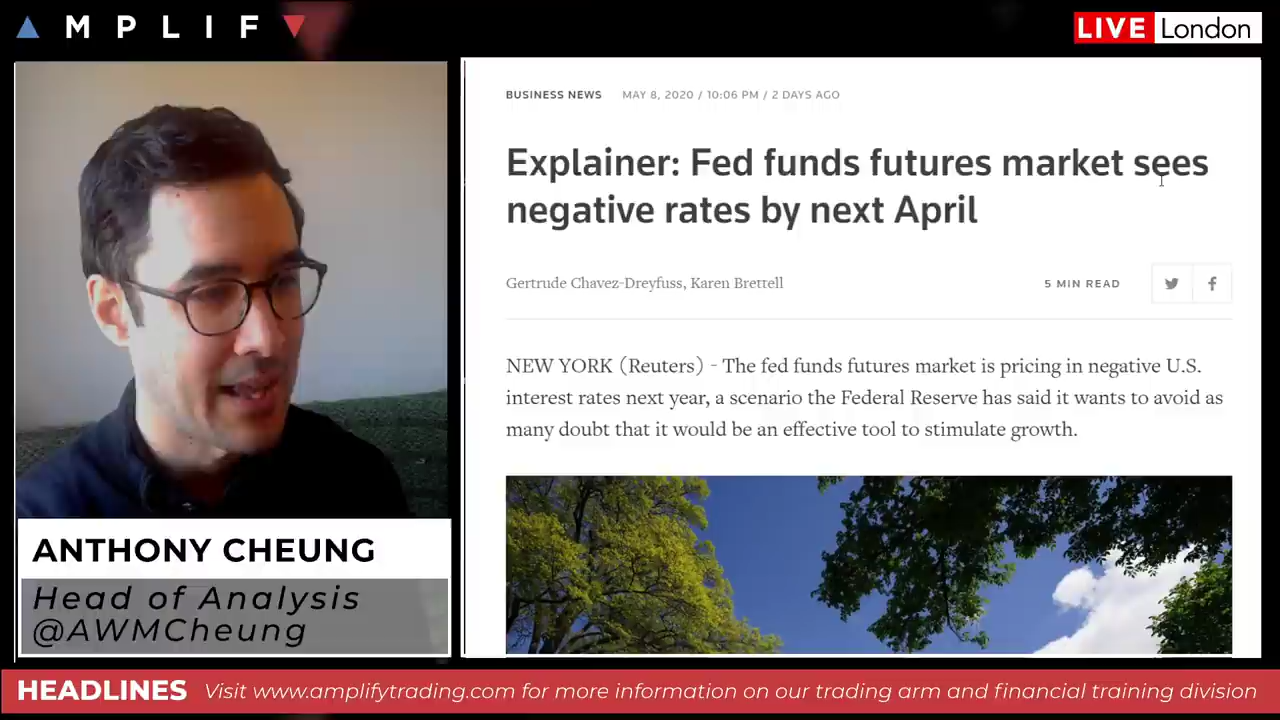 AMPLIFY
LIVE London
BUSINESS NEWS MAY 8, 2020 / 10:06 PM / 2 DAYS AGO
Explainer: Fed funds futures market sees
negative rates by next April
Gertrude Chavez-Dreyfuss, Karen Brettell
5 MIN READ
NEW YORK (Reuters) - The fed funds futures market is pricing in negative U.S.
interest rates next year, a scenario the Federal Reserve has said it wants to avoid as
many doubt that it would be an effective tool to stimulate growth.
ANTHONY CHEUNG
Head of Analysis
@AWMCheung
HEADLINES Visit www.amplifytrading.com for more information on our trading arm and financial training division